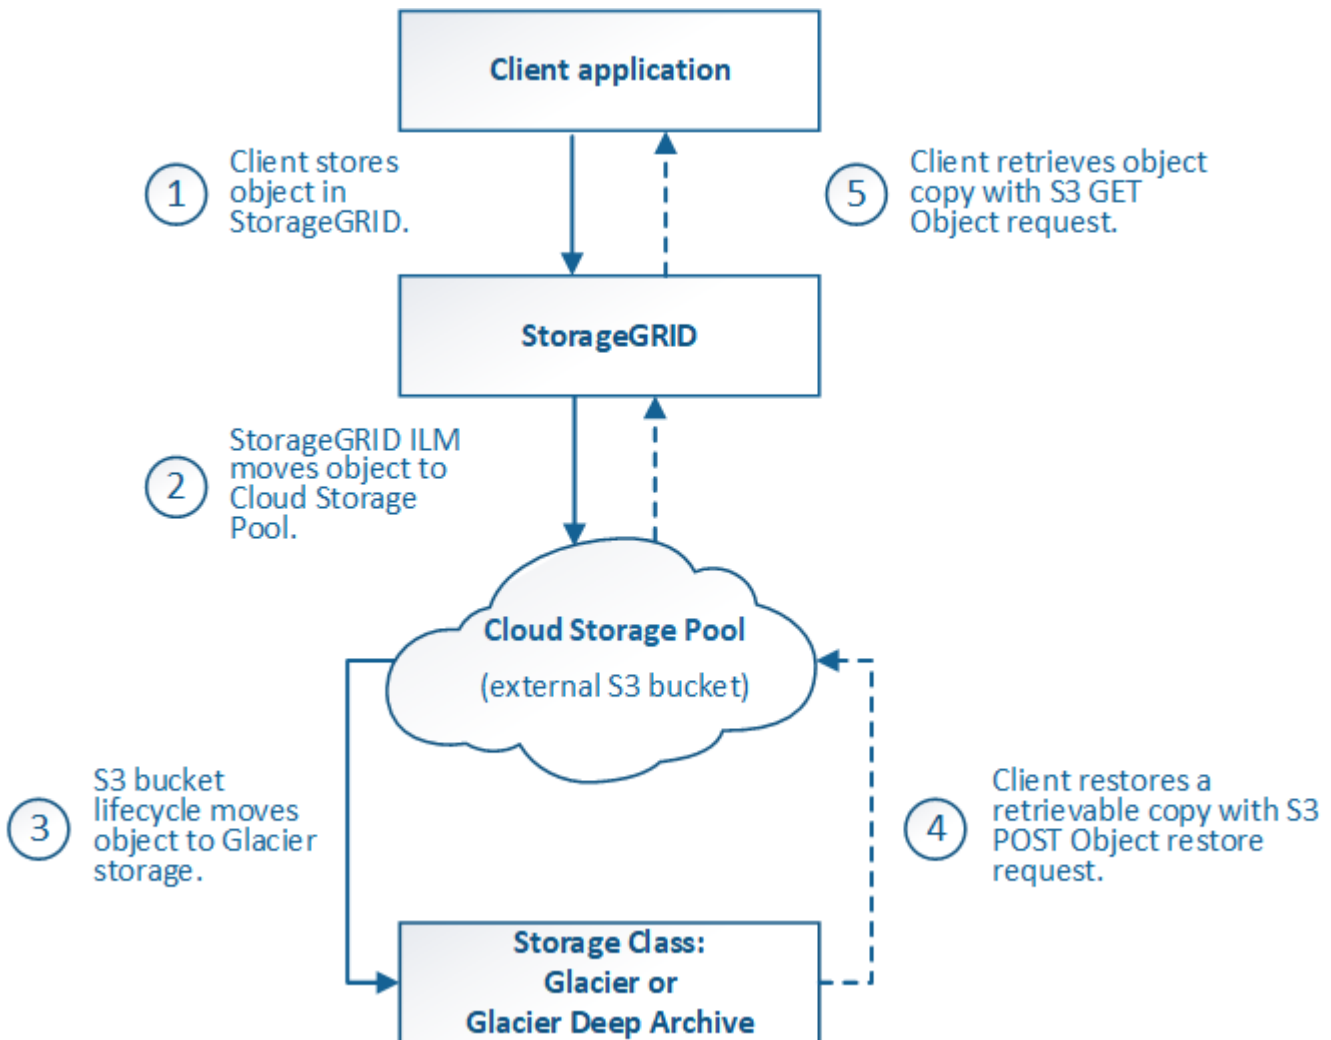 Client application
1
Client stores
object in
StorageGRID.
5
Client retrieves object
copy with S3 GET
Object request.
StorageGRID
2
StorageGRID ILM
moves object to
Cloud Storage
Pool.
Cloud Storage Pool
(external S3 bucket)
3
S3 bucket
lifecycle moves
object to Glacier
storage.
4
Client restores a
retrievable copy with S3
POST Object restore
request.
Storage Class:
Glacier or
Glacier Deep Archive